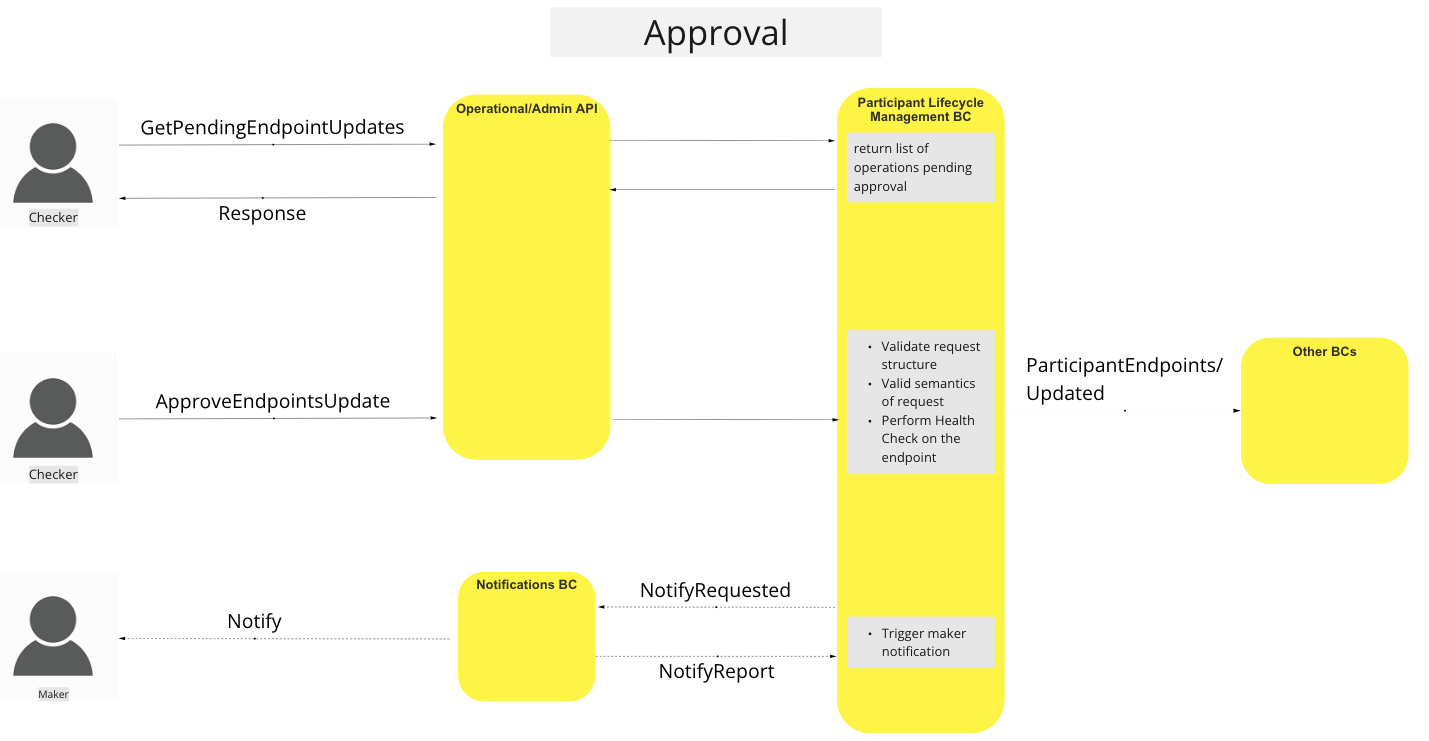 Approval
Operational/Admin API
Participant Lifecycle
Management BC
GetPendingEndpointUpdates
return list of
operations pending
approval
Response
Checker
ParticipantEndpoints/
Updated
Other BCs
• Validate request
structure
• Valid semantics
of request
• Perform Health
Check on the
endpoint
ApproveEndpointsUpdate
Checker
Notifications BC
NotifyRequested
Notify
• Trigger maker
notification
NotifyReport
Maker